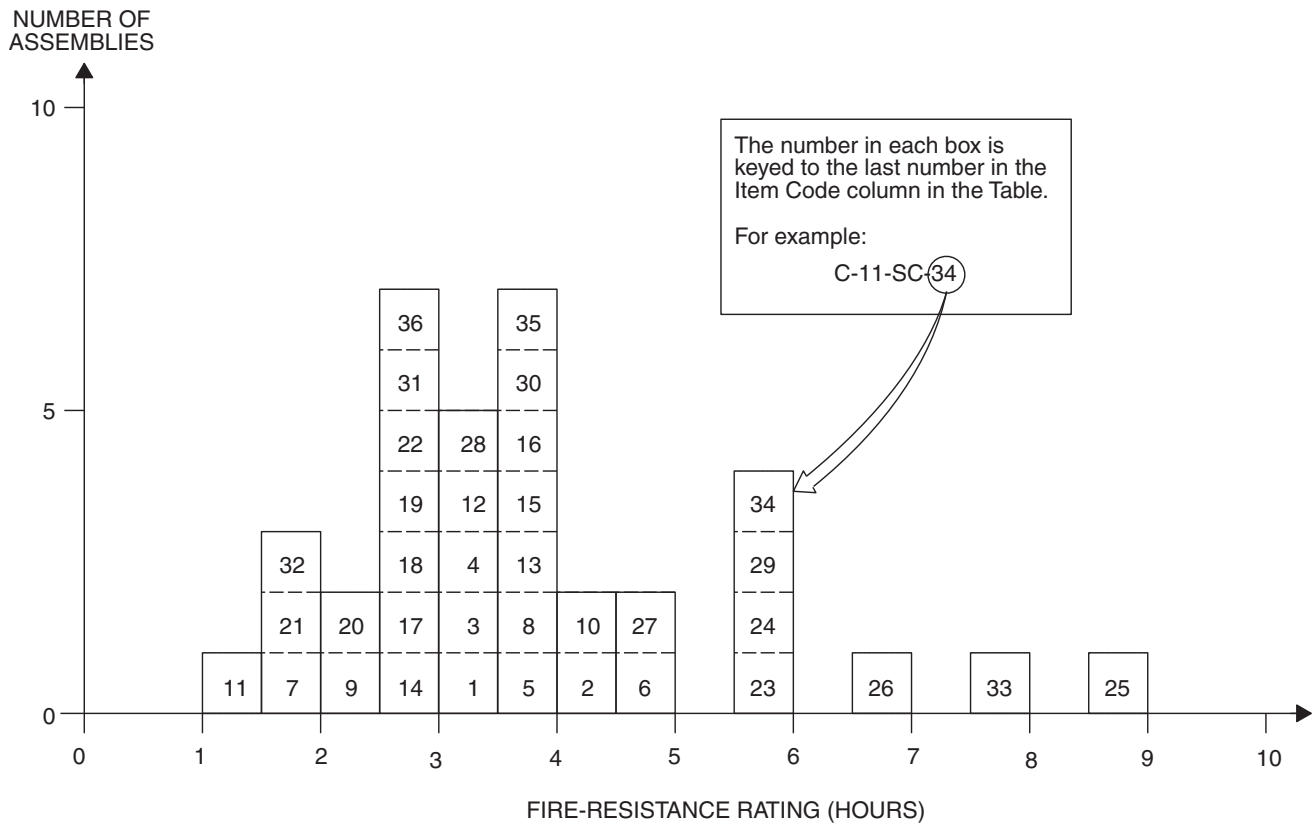 NUMBER OF
ASSEMBLIES
10
The number in each box is
keyed to the last number in the
Item Code column in the Table.
For example:
C-11-SC-34
36 35
31 30
5
22 28 16
19 12 15 34
32 18 4 13 29
21 20 17 3 8 10 27 24
11 7 9 14 1 5 2 6 23 26 33 25
0
0 1 2 3 4 5 6 7 8 9 10
FIRE-RESISTANCE RATING (HOURS)